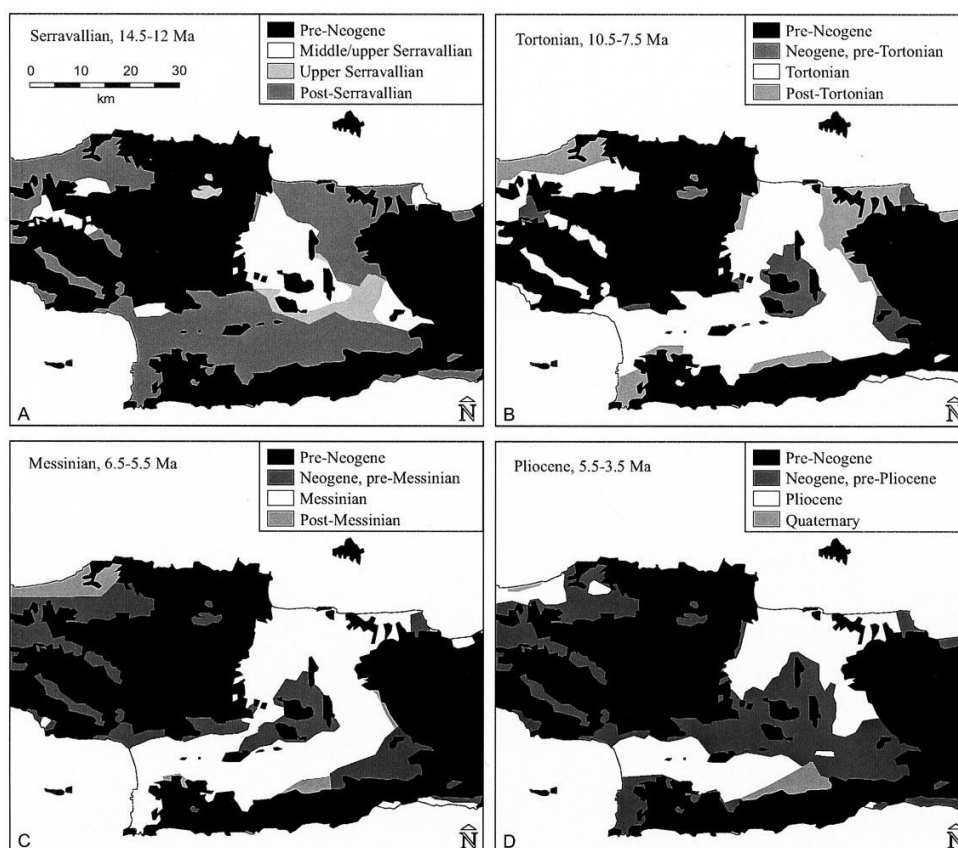 Serravallian, 14.5-12 Ma
0 10 20 30
km
Pre-Neogene
Middle/upper Serravallian
Upper Serravallian
Post-Serravallian
A
N
Tortonian, 10.5-7.5 Ma
Pre-Neogene
Neogene, pre-Tortonian
Tortonian
Post-Tortonian
B
N
Messinian, 6.5-5.5 Ma
Pre-Neogene
Neogene, pre-Messinian
Messinian
Post-Messinian
C
N
Pliocene, 5.5-3.5 Ma
Pre-Neogene
Neogene, pre-Pliocene
Pliocene
Quaternary
D
N